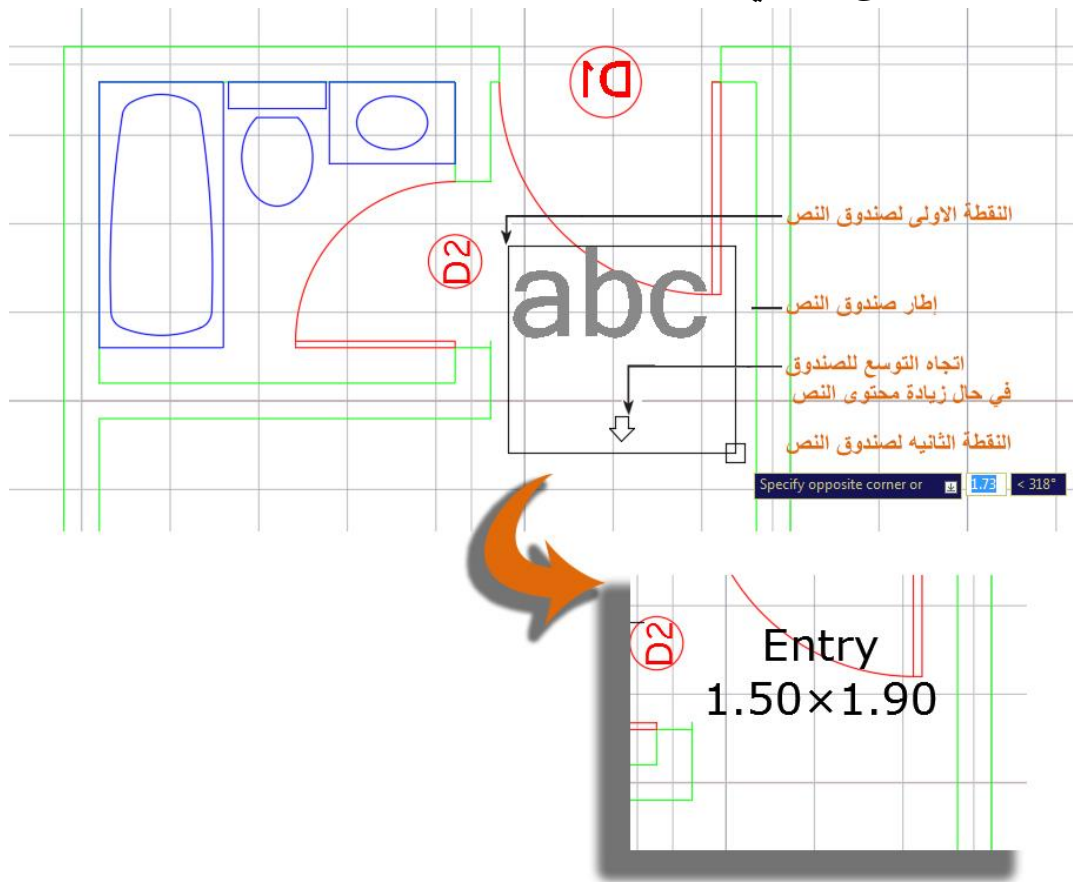 D1
النقطة الاولى لصندوق النص
D2
abc
إطار صندوق النص
اتجاه التوسع للصندوق
في حال زيادة محتوى النص
النقطة الثانيه لصندوق النص
Specify opposite corner or 1.73 < 318°
D2
Entry
1.50×1.90